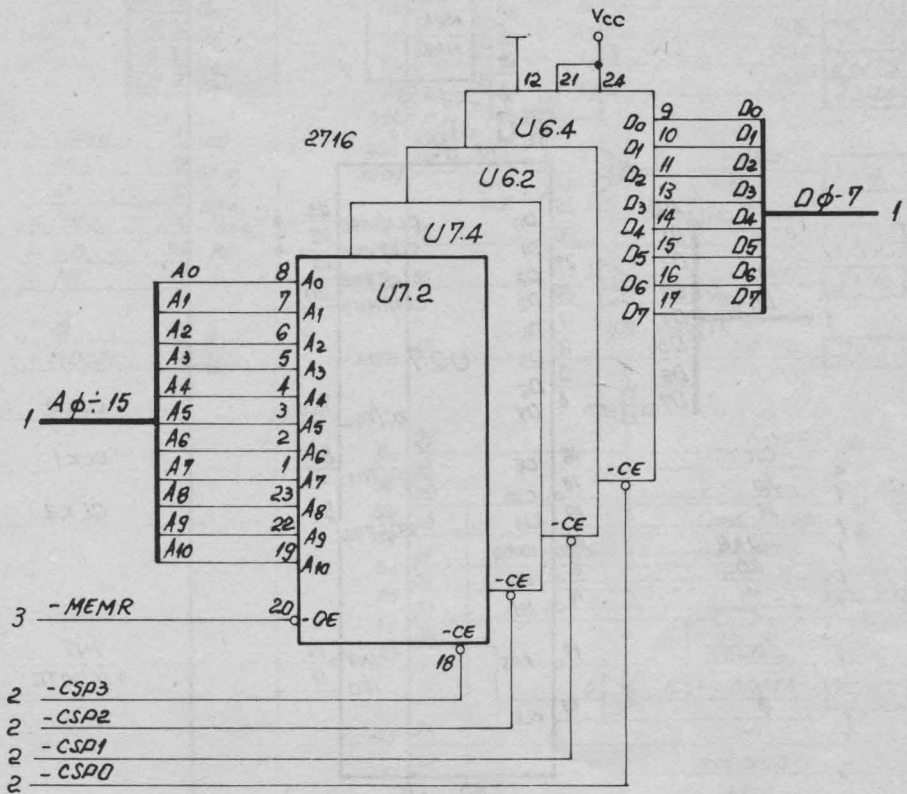 Vcc
12 21 24
2716
U6.4
U6.2
U7.4
U7.2
D0 9 D0
D1 10 D1
D2 11 D2
D3 13 D3
D4 14 D4
D5 15 D5
D6 16 D6
D7 17 D7
Dϕ-7 1
A0 8 A0
A1 7 A1
A2 6 A2
A3 5 A3
A4 4 A4
A5 3 A5
A6 2 A6
A7 1 A7
A8 23 A8
A9 22 A9
A10 19 A10
1 Aϕ÷15
-CE
-CE
-CE
3 -MEMR 20 -OE
-CE
18
2 -CSP3
2 -CSP2
2 -CSP1
2 -CSP0